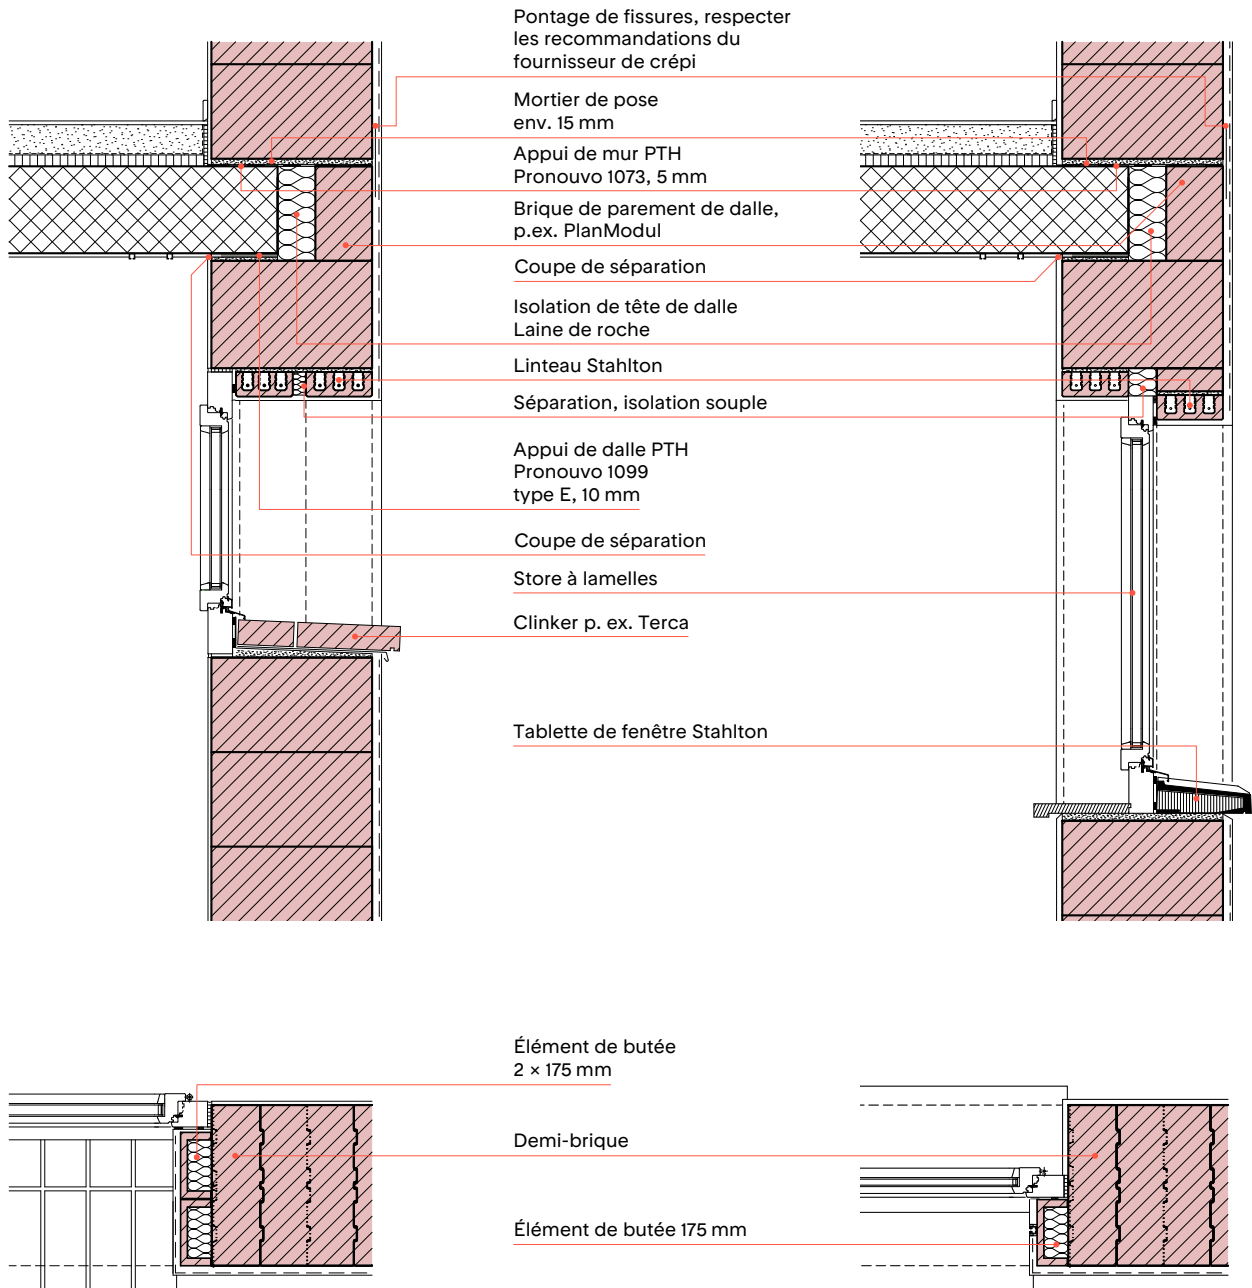 Pontage de fissures, respecter
les recommandations du
fournisseur de crépi
Mortier de pose
env. 15 mm
Appui de mur PTH
Pronouvo 1073, 5 mm
Brique de parement de dalle,
p.ex. PlanModul
Coupe de séparation
Isolation de tête de dalle
Laine de roche
Linteau Stahlton
Séparation, isolation souple
Appui de dalle PTH
Pronouvo 1099
type E, 10 mm
Coupe de séparation
Store à lamelles
Clinker p. ex. Terca
Tablette de fenêtre Stahlton
Élément de butée
2 × 175 mm
Demi-brique
Élément de butée 175 mm